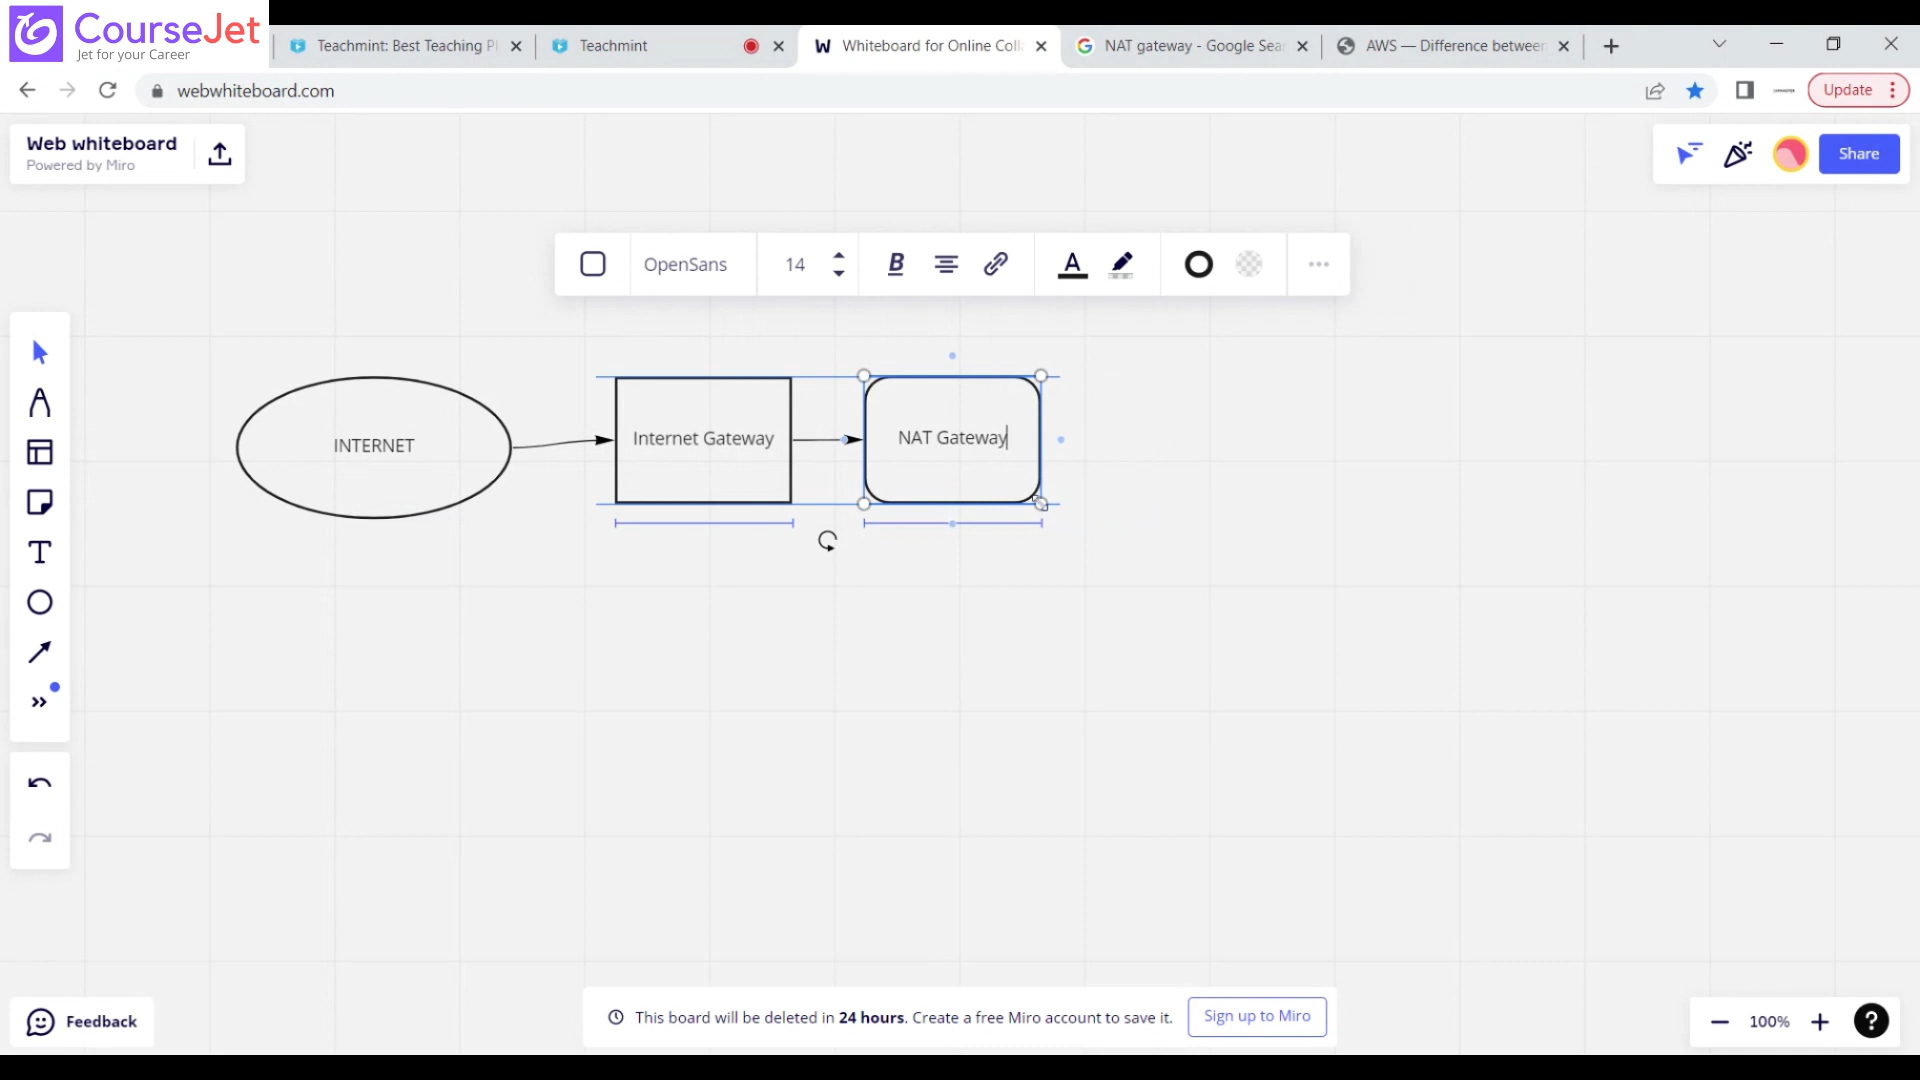 CourseJet
Jet for your Career
Teachmint: Best Teaching Pl
Teachmint
Whiteboard for Online Colla
NAT gateway - Google Sea
AWS — Difference between
webwhiteboard.com
Update
Web whiteboard
Powered by Miro
Share
OpenSans
14
B
A
INTERNET
Internet Gateway
NAT Gateway
Feedback
This board will be deleted in 24 hours. Create a free Miro account to save it.
Sign up to Miro
100%